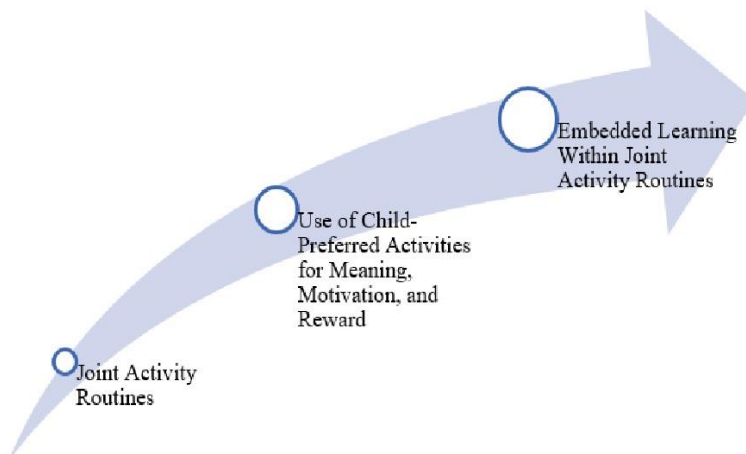 Embedded Learning
Within Joint
Activity Routines
Use of Child-
Preferred Activities
for Meaning,
Motivation, and
Reward
Joint Activity
Routines